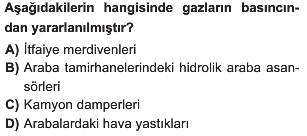 Aşağıdakilerin hangisinde gazların basıncın-
dan yararlanılmıştır?
A) İtfaiye merdivenleri
B) Araba tamirhanelerindeki hidrolik araba asan-
sörleri
C) Kamyon damperleri
D) Arabalardaki hava yastıkları